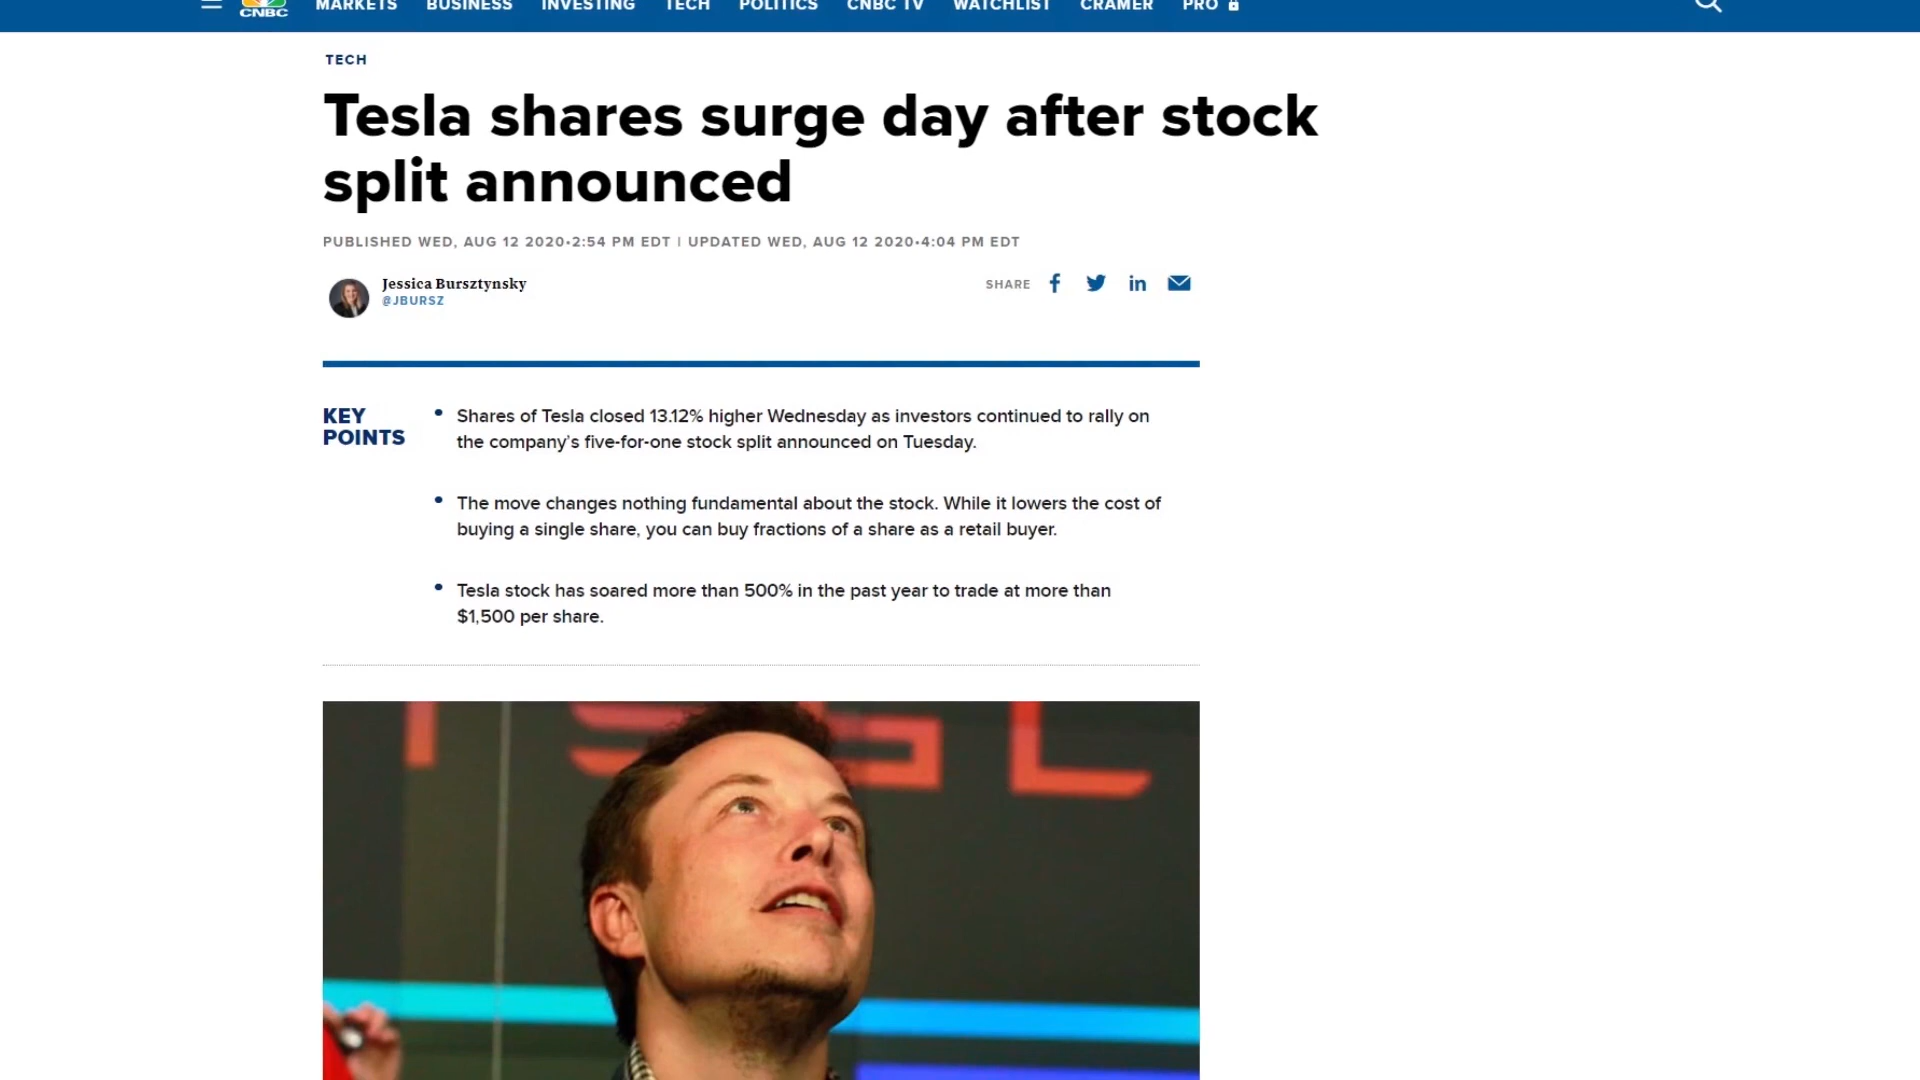 CNBC MARKETS BUSINESS INVESTING TECH POLITICS CNBC TV WATCHLIST CRAMER PRO
TECH
Tesla shares surge day after stock
split announced
PUBLISHED WED, AUG 12 2020•2:54 PM EDT | UPDATED WED, AUG 12 2020•4:04 PM EDT
Jessica Bursztynsky
@JBURSZ
SHARE
KEY
POINTS
• Shares of Tesla closed 13.12% higher Wednesday as investors continued to rally on
the company’s five-for-one stock split announced on Tuesday.
• The move changes nothing fundamental about the stock. While it lowers the cost of
buying a single share, you can buy fractions of a share as a retail buyer.
• Tesla stock has soared more than 500% in the past year to trade at more than
$1,500 per share.